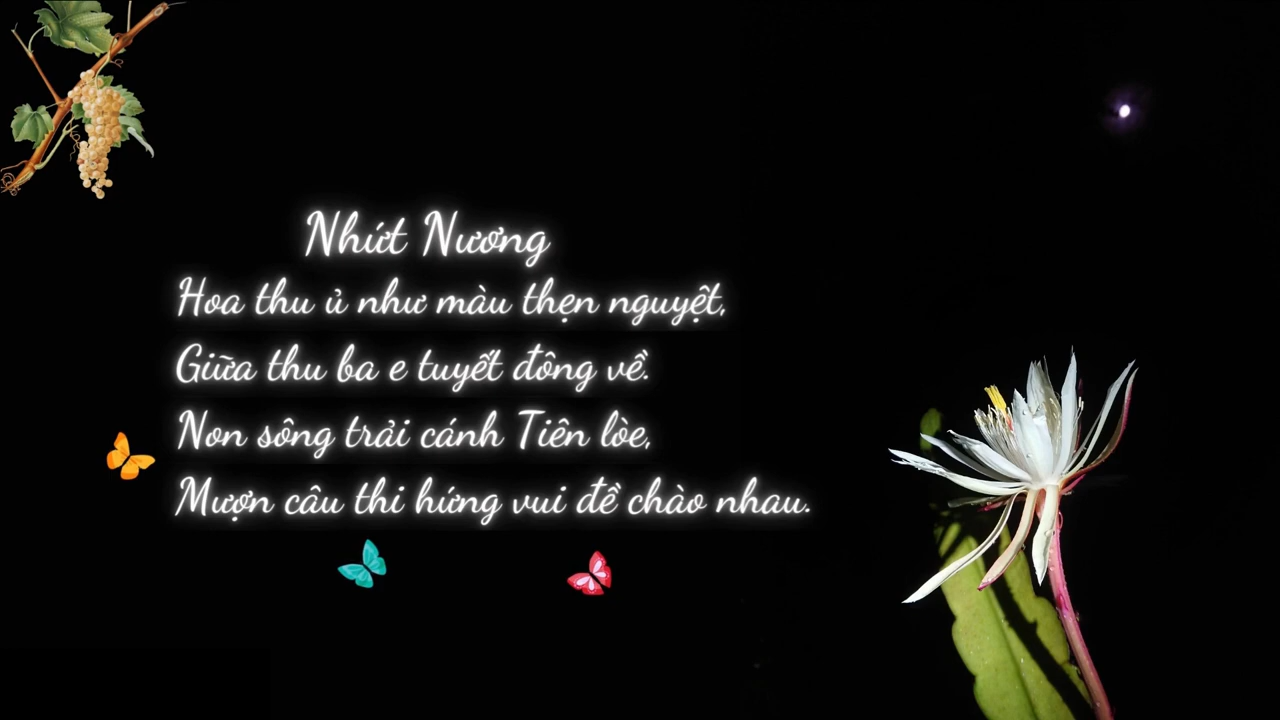 Nhứt Nương
Hoa thu ủ như màu thẹn nguyệt,
Giữa thu ba e tuyết đông về.
Non sông trải cánh Tiên lòe,
Mượn câu thi hứng vui đề chào nhau.